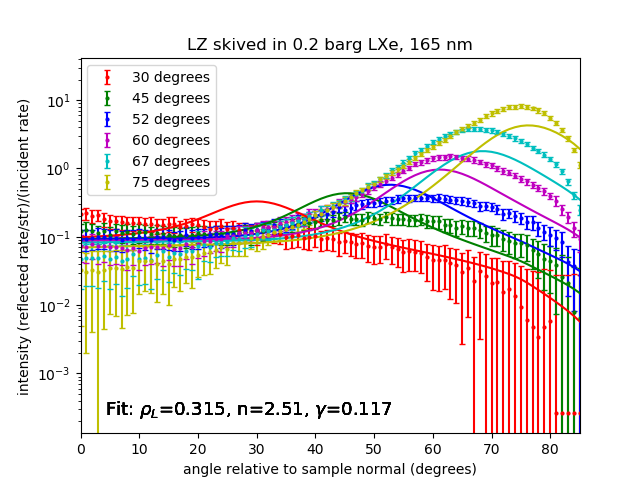 LZ skived in 0.2 barg LXe, 165 nm
intensity (reflected rate/str)/(incident rate)
10¹
10⁰
10⁻¹
10⁻²
10⁻³
30 degrees
45 degrees
52 degrees
60 degrees
67 degrees
75 degrees
Fit: ρ_L=0.315, n=2.51, γ=0.117
0 10 20 30 40 50 60 70 80
angle relative to sample normal (degrees)